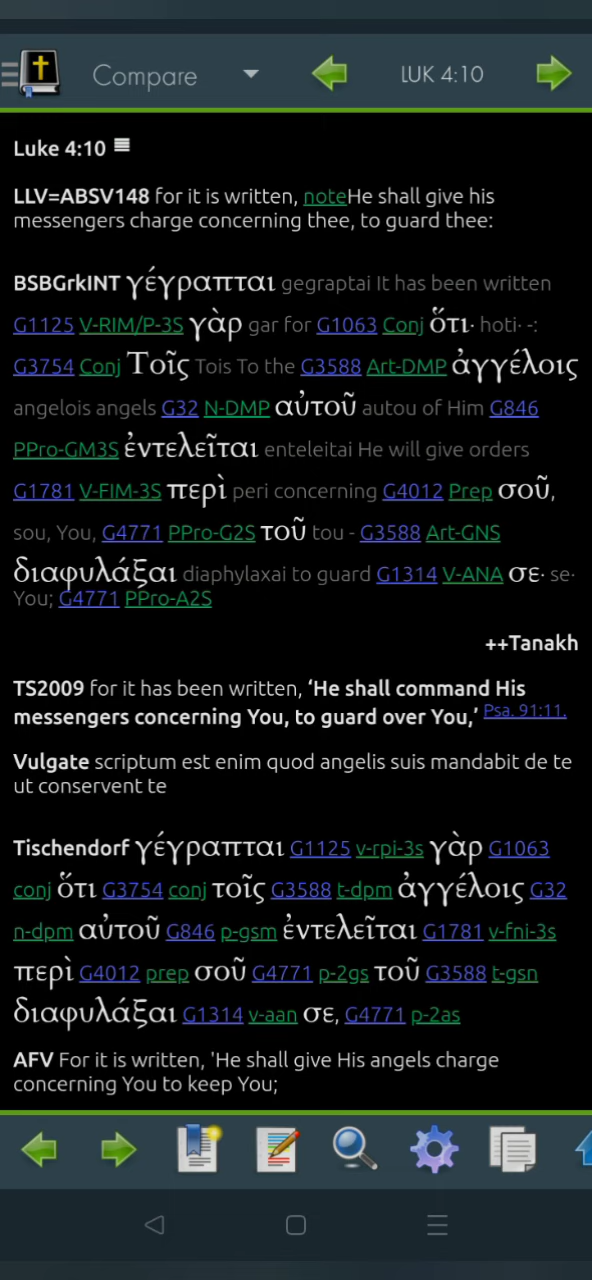 Compare
LUK 4:10
Luke 4:10
LLV=ABSV148 for it is written, noteHe shall give his
messengers charge concerning thee, to guard thee:
BSBGrkINT γέγραπται gegraptai It has been written
G1125 V-RIM/P-3S γὰρ gar for G1063 Conj ὅτι· hoti· -:
G3754 Conj Τοῖς Tois To the G3588 Art-DMP ἀγγέλοις
angelois angels G32 N-DMP αὐτοῦ autou of Him G846
PPro-GM3S ἐντελεῖται enteleitai He will give orders
G1781 V-FIM-3S περὶ peri concerning G4012 Prep σοῦ,
sou, You, G4771 PPro-G2S τοῦ tou - G3588 Art-GNS
διαφυλάξαι diaphylaxai to guard G1314 V-ANA σε· se·
You; G4771 PPro-A2S
++Tanakh
TS2009 for it has been written, ‘He shall command His
messengers concerning You, to guard over You,’ Psa. 91:11.
Vulgate scriptum est enim quod angelis suis mandabit de te
ut conservent te
Tischendorf γέγραπται G1125 v-rpi-3s γὰρ G1063
conj ὅτι G3754 conj τοῖς G3588 t-dpm ἀγγέλοις G32
n-dpm αὐτοῦ G846 p-gsm ἐντελεῖται G1781 v-fni-3s
περὶ G4012 prep σοῦ G4771 p-2gs τοῦ G3588 t-gsn
διαφυλάξαι G1314 v-aan σε, G4771 p-2as
AFV For it is written, 'He shall give His angels charge
concerning You to keep You;